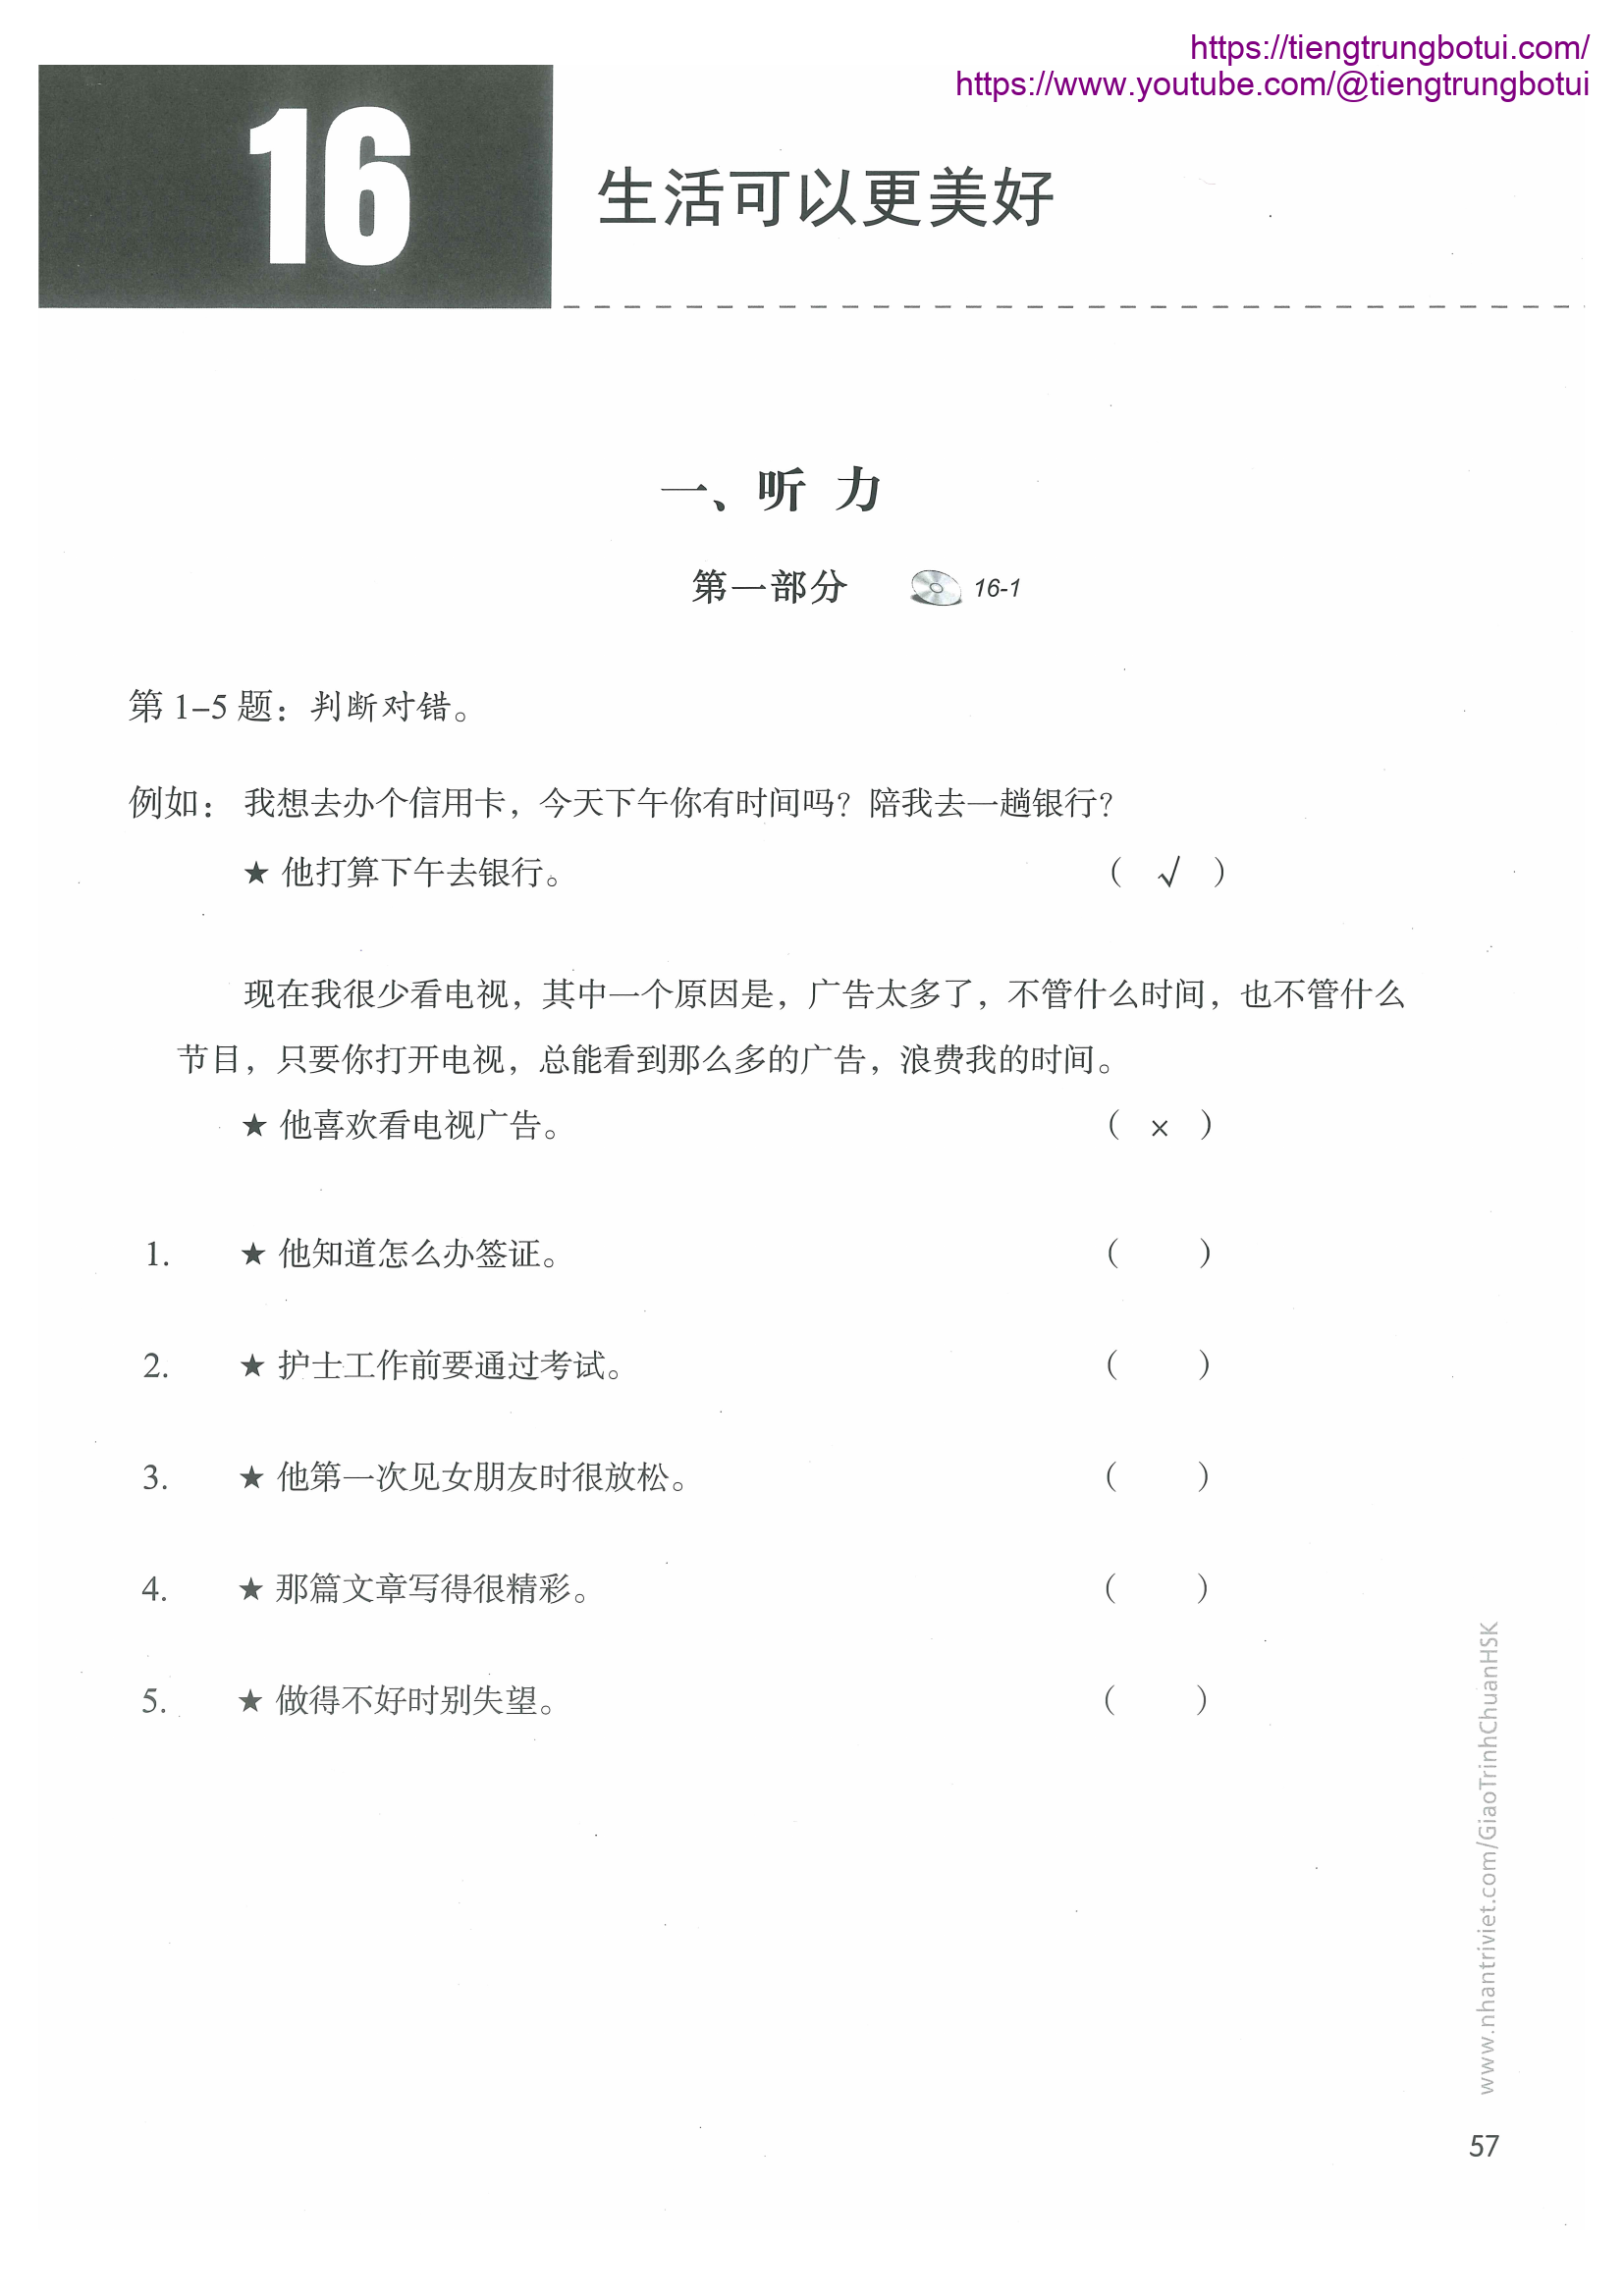 https://tiengtrungbotui.com/
https://www.youtube.com/@tiengtrungbotui
16
生活可以更美好
一、听 力
第一部分 16-1
第 1–5 题：判断对错。
例如： 我想去办个信用卡，今天下午你有时间吗？陪我去一趟银行？
★ 他打算下午去银行。 （ √ ）
现在我很少看电视，其中一个原因是，广告太多了，不管什么时间，也不管什么
节目，只要你打开电视，总能看到那么多的广告，浪费我的时间。
★ 他喜欢看电视广告。 （ × ）
1. ★ 他知道怎么办签证。 （ ）
2. ★ 护士工作前要通过考试。 （ ）
3. ★ 他第一次见女朋友时很放松。 （ ）
4. ★ 那篇文章写得很精彩。 （ ）
5. ★ 做得不好时别失望。 （ ）
www.nhantriviet.com/GiaoTrinhChuanHSK
57